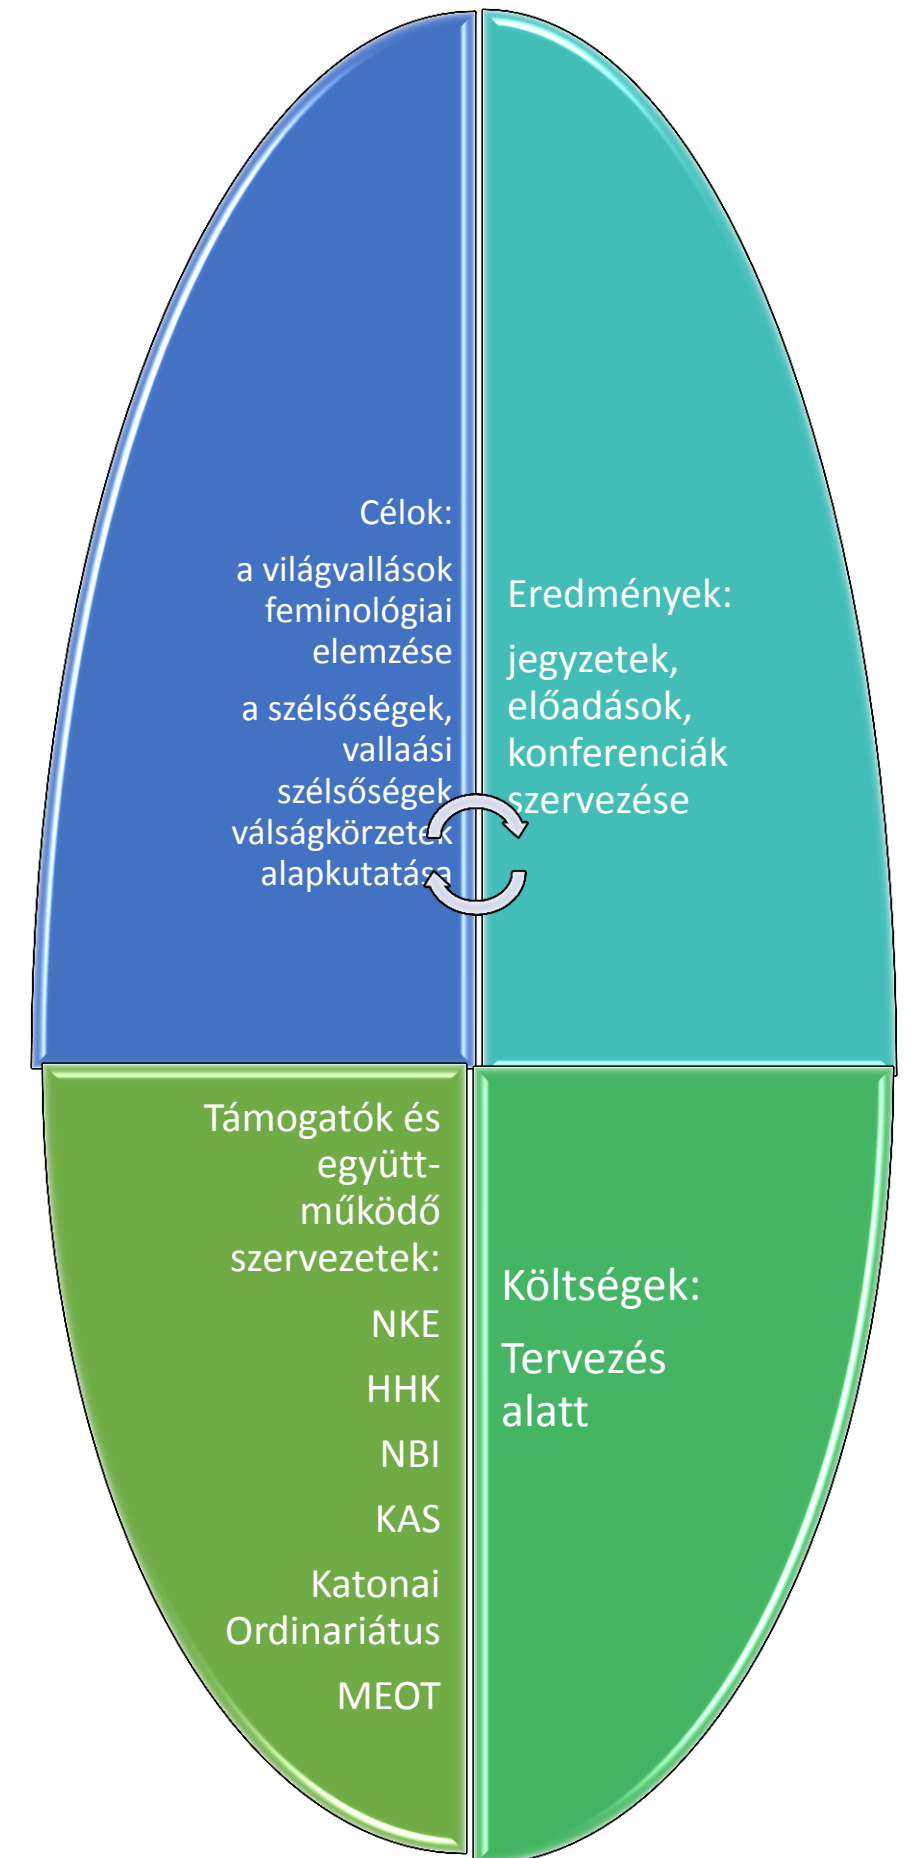 Célok:
a világvallások
feminológiai
elemzése
a szélsőségek,
vallaási
szélsőségek
válságkörzetek
alapkutatása
Eredmények:
jegyzetek,
előadások,
konferenciák
szervezése
Támogatók és
együtt-
működő
szervezetek:
NKE
HHK
NBI
KAS
Katonai
Ordinariátus
MEOT
Költségek:
Tervezés
alatt